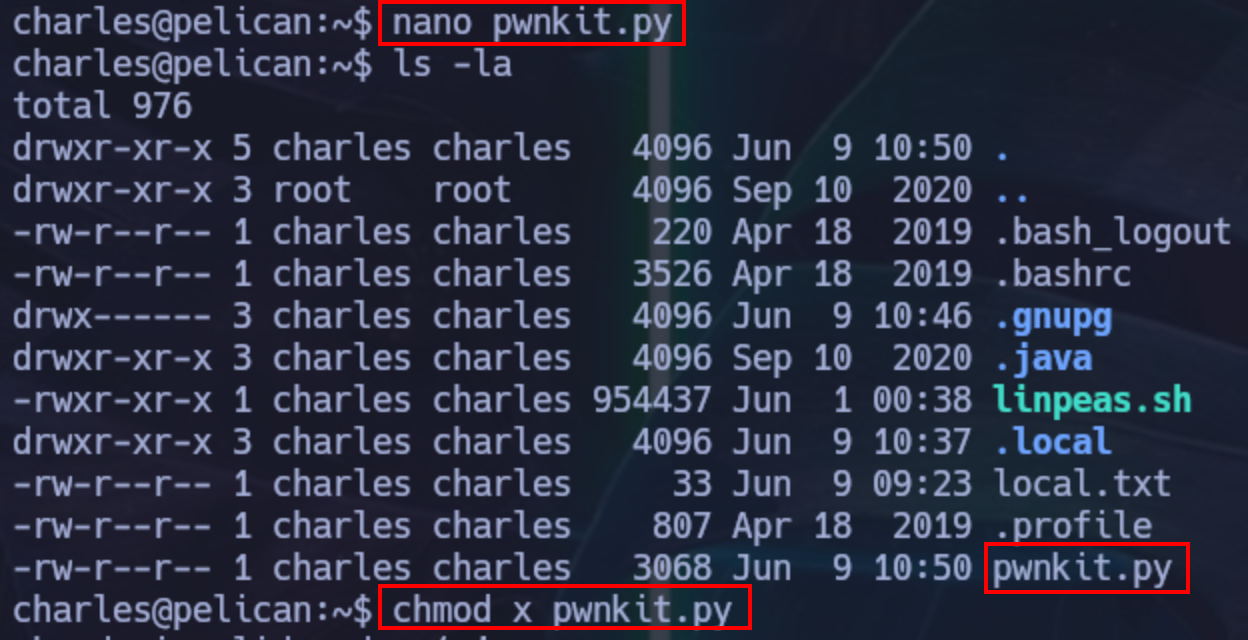 charles@pelican:~$ nano pwnkit.py
charles@pelican:~$ ls -la
total 976
drwxr-xr-x 5 charles charles   4096 Jun  9 10:50 .
drwxr-xr-x 3 root    root      4096 Sep 10  2020 ..
-rw-r--r-- 1 charles charles    220 Apr 18  2019 .bash_logout
-rw-r--r-- 1 charles charles   3526 Apr 18  2019 .bashrc
drwx------ 3 charles charles   4096 Jun  9 10:46 .gnupg
drwxr-xr-x 3 charles charles   4096 Sep 10  2020 .java
-rwxr-xr-x 1 charles charles 954437 Jun  1 00:38 linpeas.sh
drwxr-xr-x 3 charles charles   4096 Jun  9 10:37 .local
-rw-r--r-- 1 charles charles     33 Jun  9 09:23 local.txt
-rw-r--r-- 1 charles charles    807 Apr 18  2019 .profile
-rw-r--r-- 1 charles charles   3068 Jun  9 10:50 pwnkit.py
charles@pelican:~$ chmod x pwnkit.py